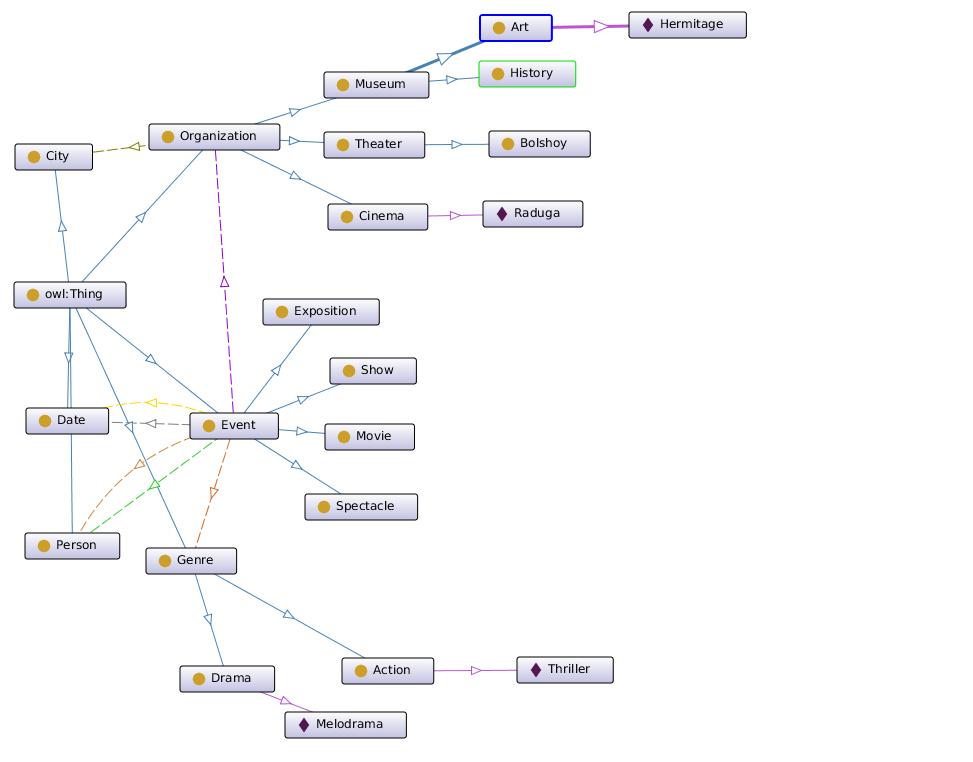 Art
Hermitage
History
Museum
Organization
Theater
Bolshoy
City
Cinema
Raduga
owl:Thing
Exposition
Show
Date
Event
Movie
Spectacle
Person
Genre
Drama
Action
Thriller
Melodrama